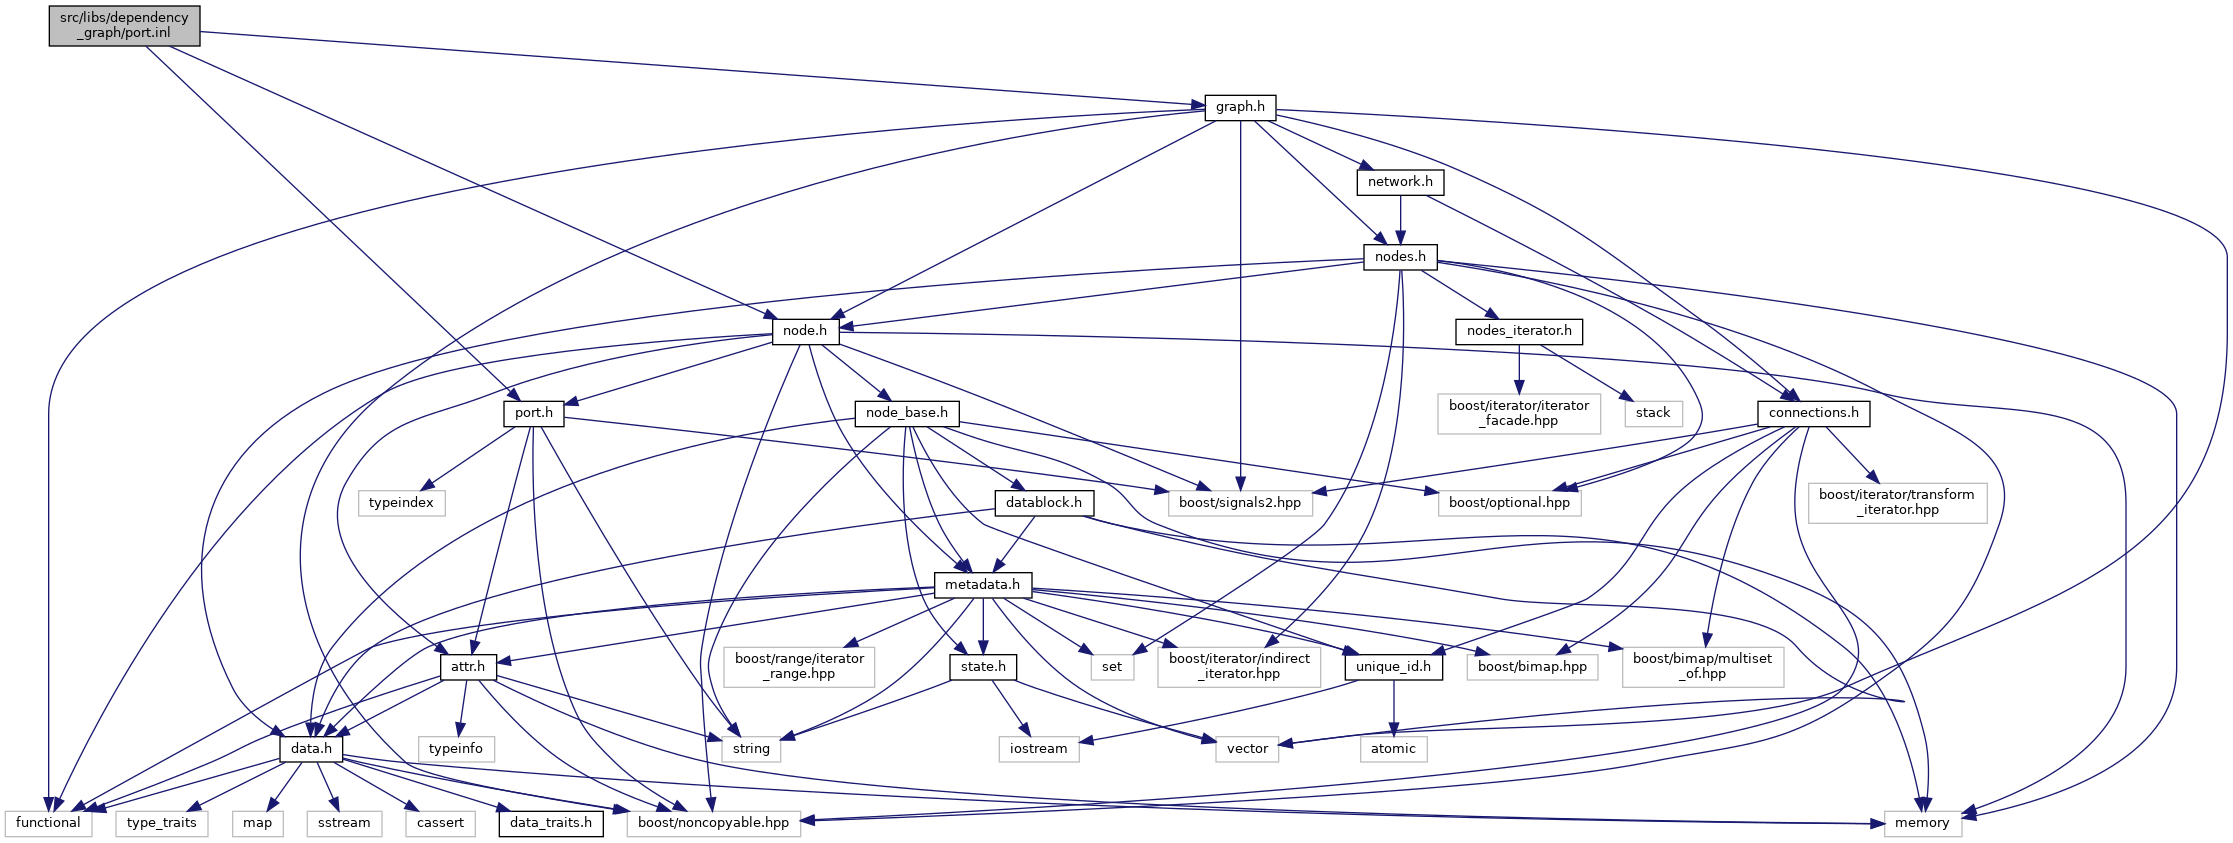 src/libs/dependency
_graph/port.inl
graph.h
network.h
nodes.h
node.h
nodes_iterator.h
port.h
node_base.h
boost/iterator/iterator
_facade.hpp
stack
connections.h
typeindex
datablock.h
boost/signals2.hpp
boost/optional.hpp
boost/iterator/transform
_iterator.hpp
metadata.h
attr.h
boost/range/iterator
_range.hpp
state.h
set
boost/iterator/indirect
_iterator.hpp
unique_id.h
boost/bimap.hpp
boost/bimap/multiset
_of.hpp
data.h
typeinfo
string
iostream
vector
atomic
functional
type_traits
map
sstream
cassert
data_traits.h
boost/noncopyable.hpp
memory